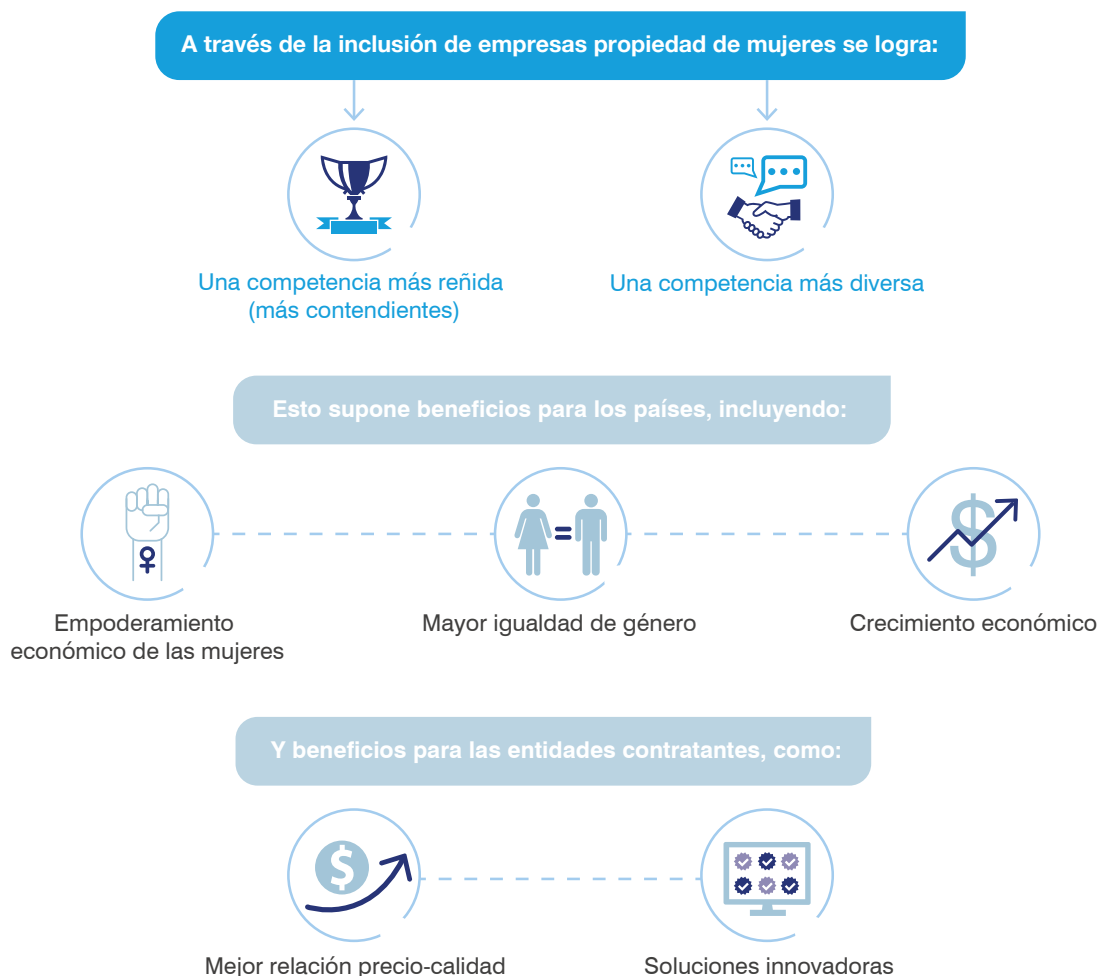 A través de la inclusión de empresas propiedad de mujeres se logra:
Una competencia más reñida
(más contendientes)
Una competencia más diversa
Esto supone beneficios para los países, incluyendo:
Empoderamiento
económico de las mujeres
Mayor igualdad de género
Crecimiento económico
Y beneficios para las entidades contratantes, como:
Mejor relación precio-calidad
Soluciones innovadoras